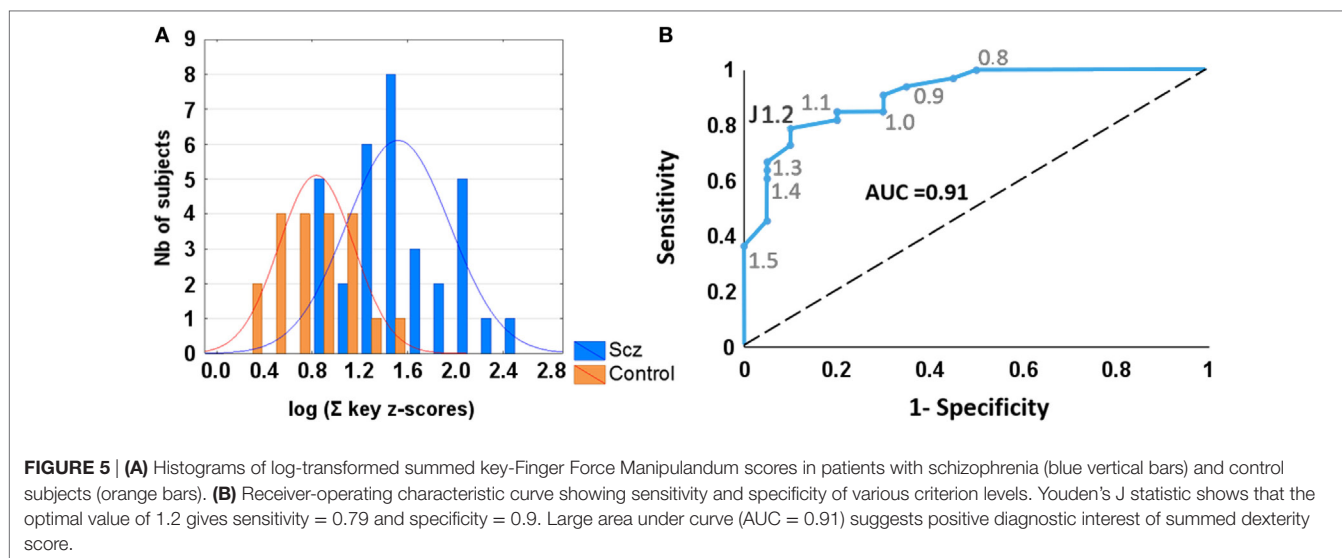 A
9
8
7
6
5
4
3
2
1
0
Nb of subjects
0.0 0.4 0.8 1.2 1.6 2.0 2.4 2.8
log (Σ key z-scores)
Scz
Control
B
1
0.8
0.6
0.4
0.2
0
Sensitivity
0.8
0.9
1.0
1.1
J 1.2
1.3
1.4
1.5
AUC =0.91
0 0.2 0.4 0.6 0.8 1
1- Specificity
FIGURE 5 | (A) Histograms of log-transformed summed key-Finger Force Manipulandum scores in patients with schizophrenia (blue vertical bars) and control
subjects (orange bars). (B) Receiver-operating characteristic curve showing sensitivity and specificity of various criterion levels. Youden's J statistic shows that the
optimal value of 1.2 gives sensitivity = 0.79 and specificity = 0.9. Large area under curve (AUC = 0.91) suggests positive diagnostic interest of summed dexterity
score.